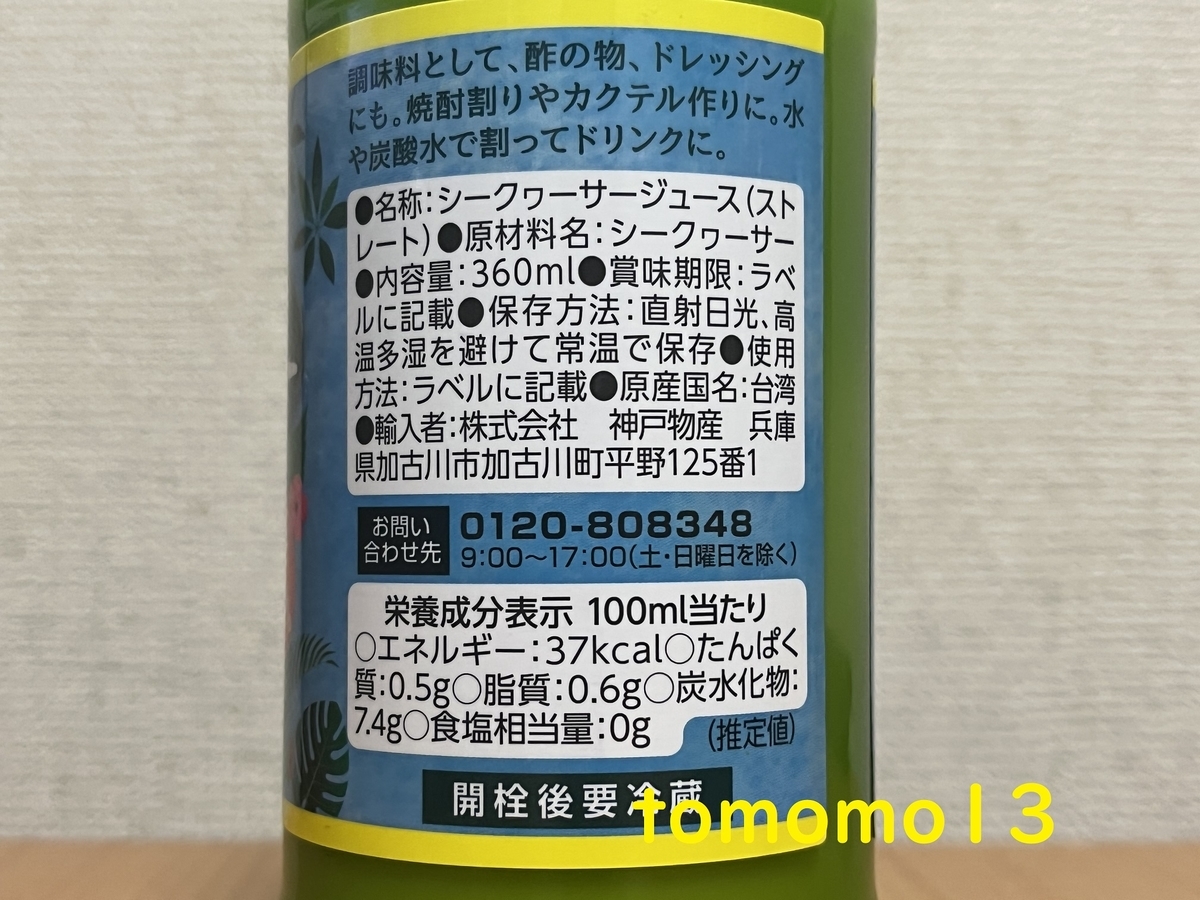 調味料として、酢の物、ドレッシング
にも。焼酎割りやカクテル作りに。水
や炭酸水で割ってドリンクに。
●名称：シークヮーサージュース（スト
レート）●原材料名：シークヮーサー
●内容量：360ml●賞味期限：ラベ
ルに記載●保存方法：直射日光、高
温多湿を避けて常温で保存●使用
方法：ラベルに記載●原産国名：台湾
●輸入者：株式会社　神戸物産　兵庫
県加古川市加古川町平野125番1
お問い
合わせ先
0120-808348
9:00～17:00（土・日曜日を除く）
栄養成分表示 100ml当たり
○エネルギー：37kcal○たんぱく
質：0.5g○脂質：0.6g○炭水化物：
7.4g○食塩相当量：0g
（推定値）
開栓後要冷蔵
tomomo13